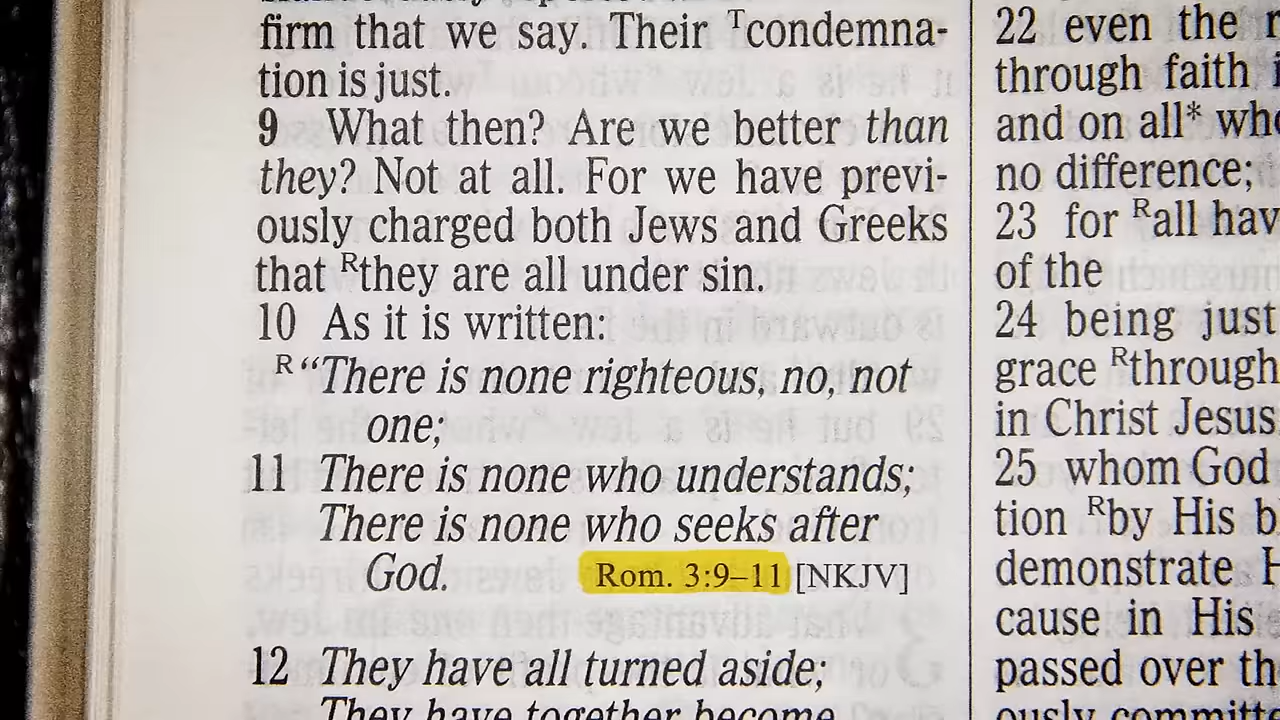 firm that we say. Their ᵀcondemna-
tion is just.
9 What then? Are we better than
they? Not at all. For we have previ-
ously charged both Jews and Greeks
that ᴿthey are all under sin.
10 As it is written:
ᴿ“There is none righteous, no, not
one;
11 There is none who understands;
There is none who seeks after
God. Rom. 3:9–11 [NKJV]
12 They have all turned aside;
They have together become
22 even the
through faith
and on all*
no difference;
23 for ᴿall
of the
24 being
grace ᴿthrough
in Christ Jesus
25 whom God
tion ᴿby His
demonstrate
cause in His
passed over
ously